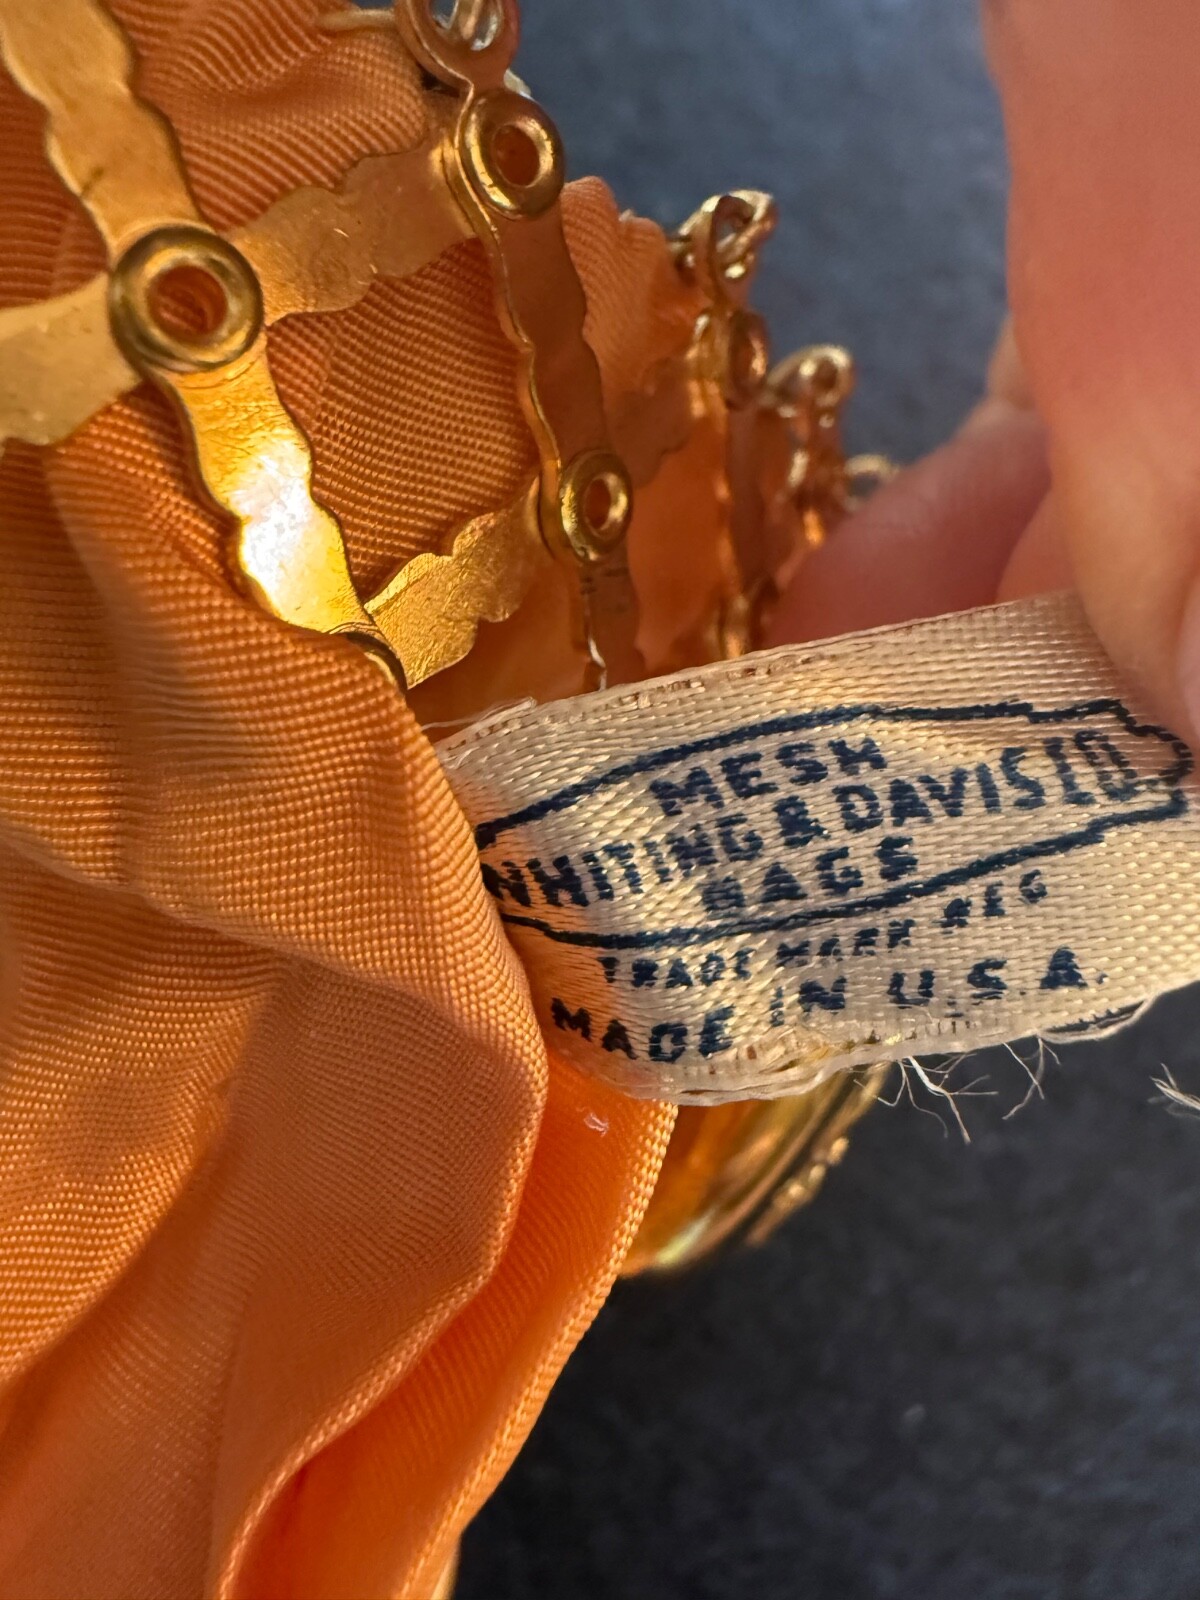 MESH
WHITING & DAVIS CO
BAGS
TRADE MARK REG
MADE IN U.S.A.